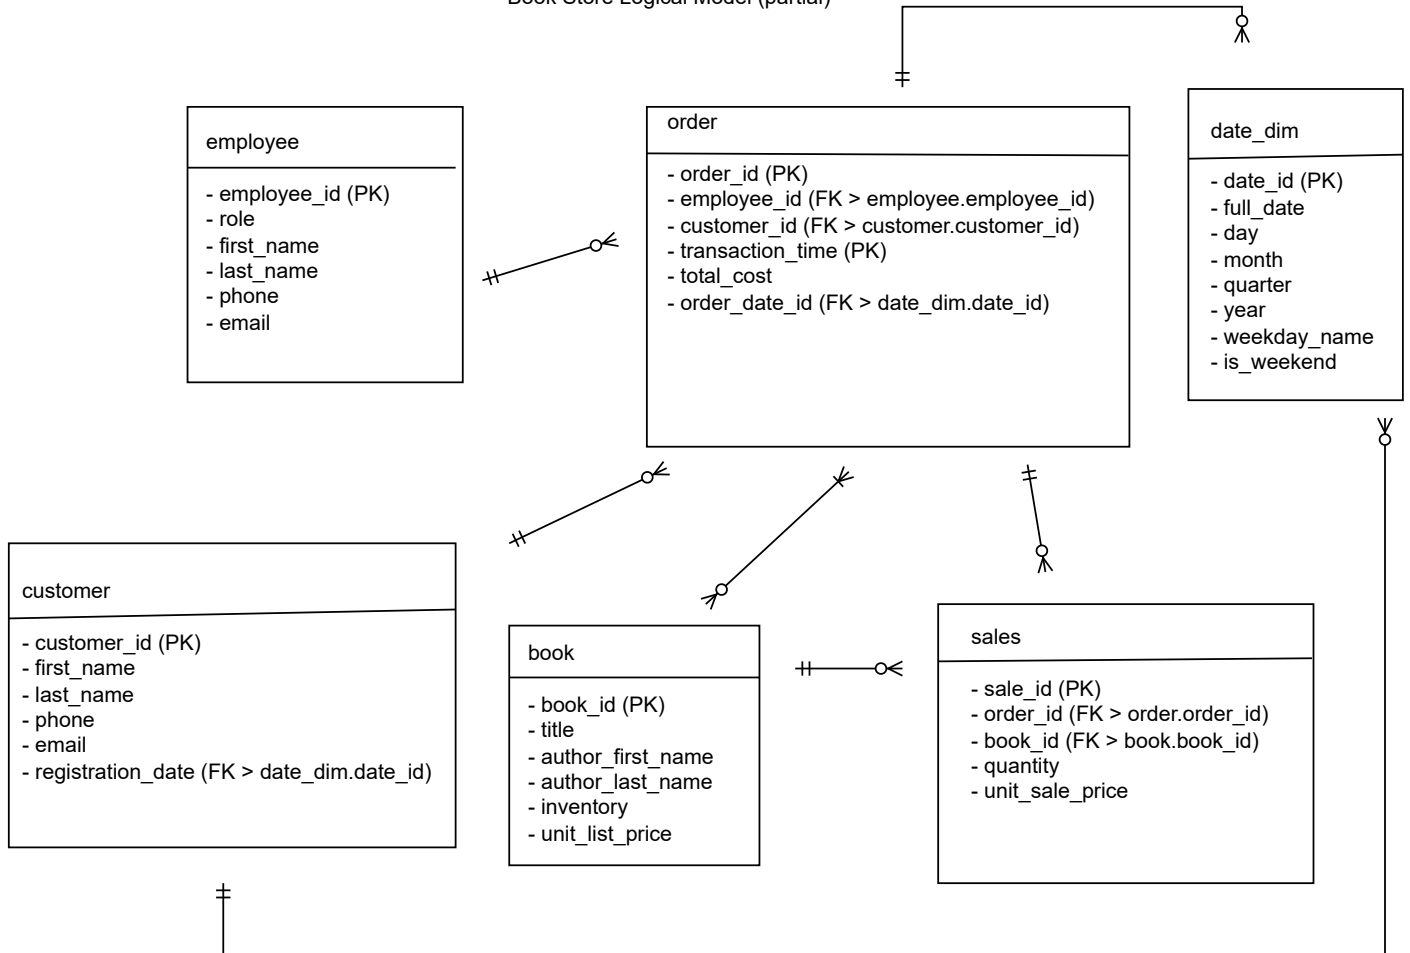 Book Store Logical Model (partial)
employee
- employee_id (PK)
- role
- first_name
- last_name
- phone
- email
order
- order_id (PK)
- employee_id (FK > employee.employee_id)
- customer_id (FK > customer.customer_id)
- transaction_time (PK)
- total_cost
- order_date_id (FK > date_dim.date_id)
date_dim
- date_id (PK)
- full_date
- day
- month
- quarter
- year
- weekday_name
- is_weekend
customer
- customer_id (PK)
- first_name
- last_name
- phone
- email
- registration_date (FK > date_dim.date_id)
book
- book_id (PK)
- title
- author_first_name
- author_last_name
- inventory
- unit_list_price
sales
- sale_id (PK)
- order_id (FK > order.order_id)
- book_id (FK > book.book_id)
- quantity
- unit_sale_price